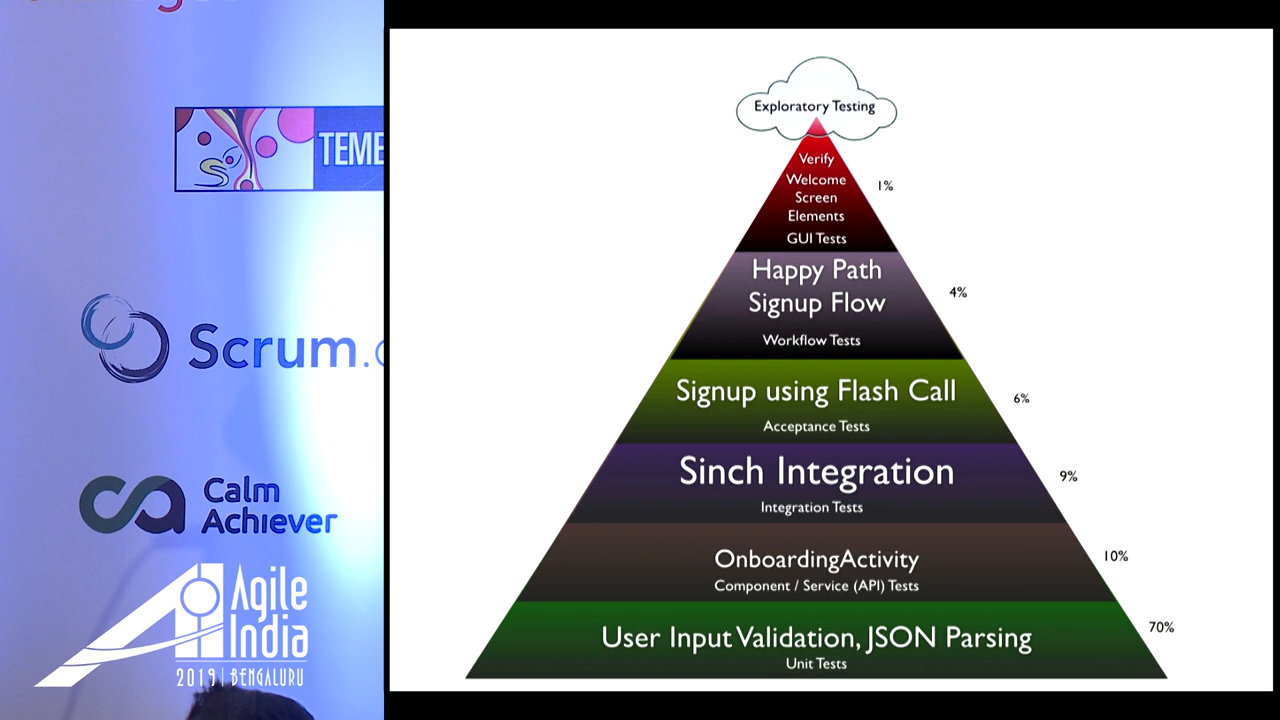 TEME
Scrum.
Calm
Achiever
Agile
India
2019 | BENGALURU
Exploratory Testing
Verify
Welcome
Screen
Elements
GUI Tests
1%
Happy Path
Signup Flow
Workflow Tests
4%
Signup using Flash Call
Acceptance Tests
6%
Sinch Integration
Integration Tests
9%
OnboardingActivity
Component / Service (API) Tests
10%
User Input Validation, JSON Parsing
Unit Tests
70%